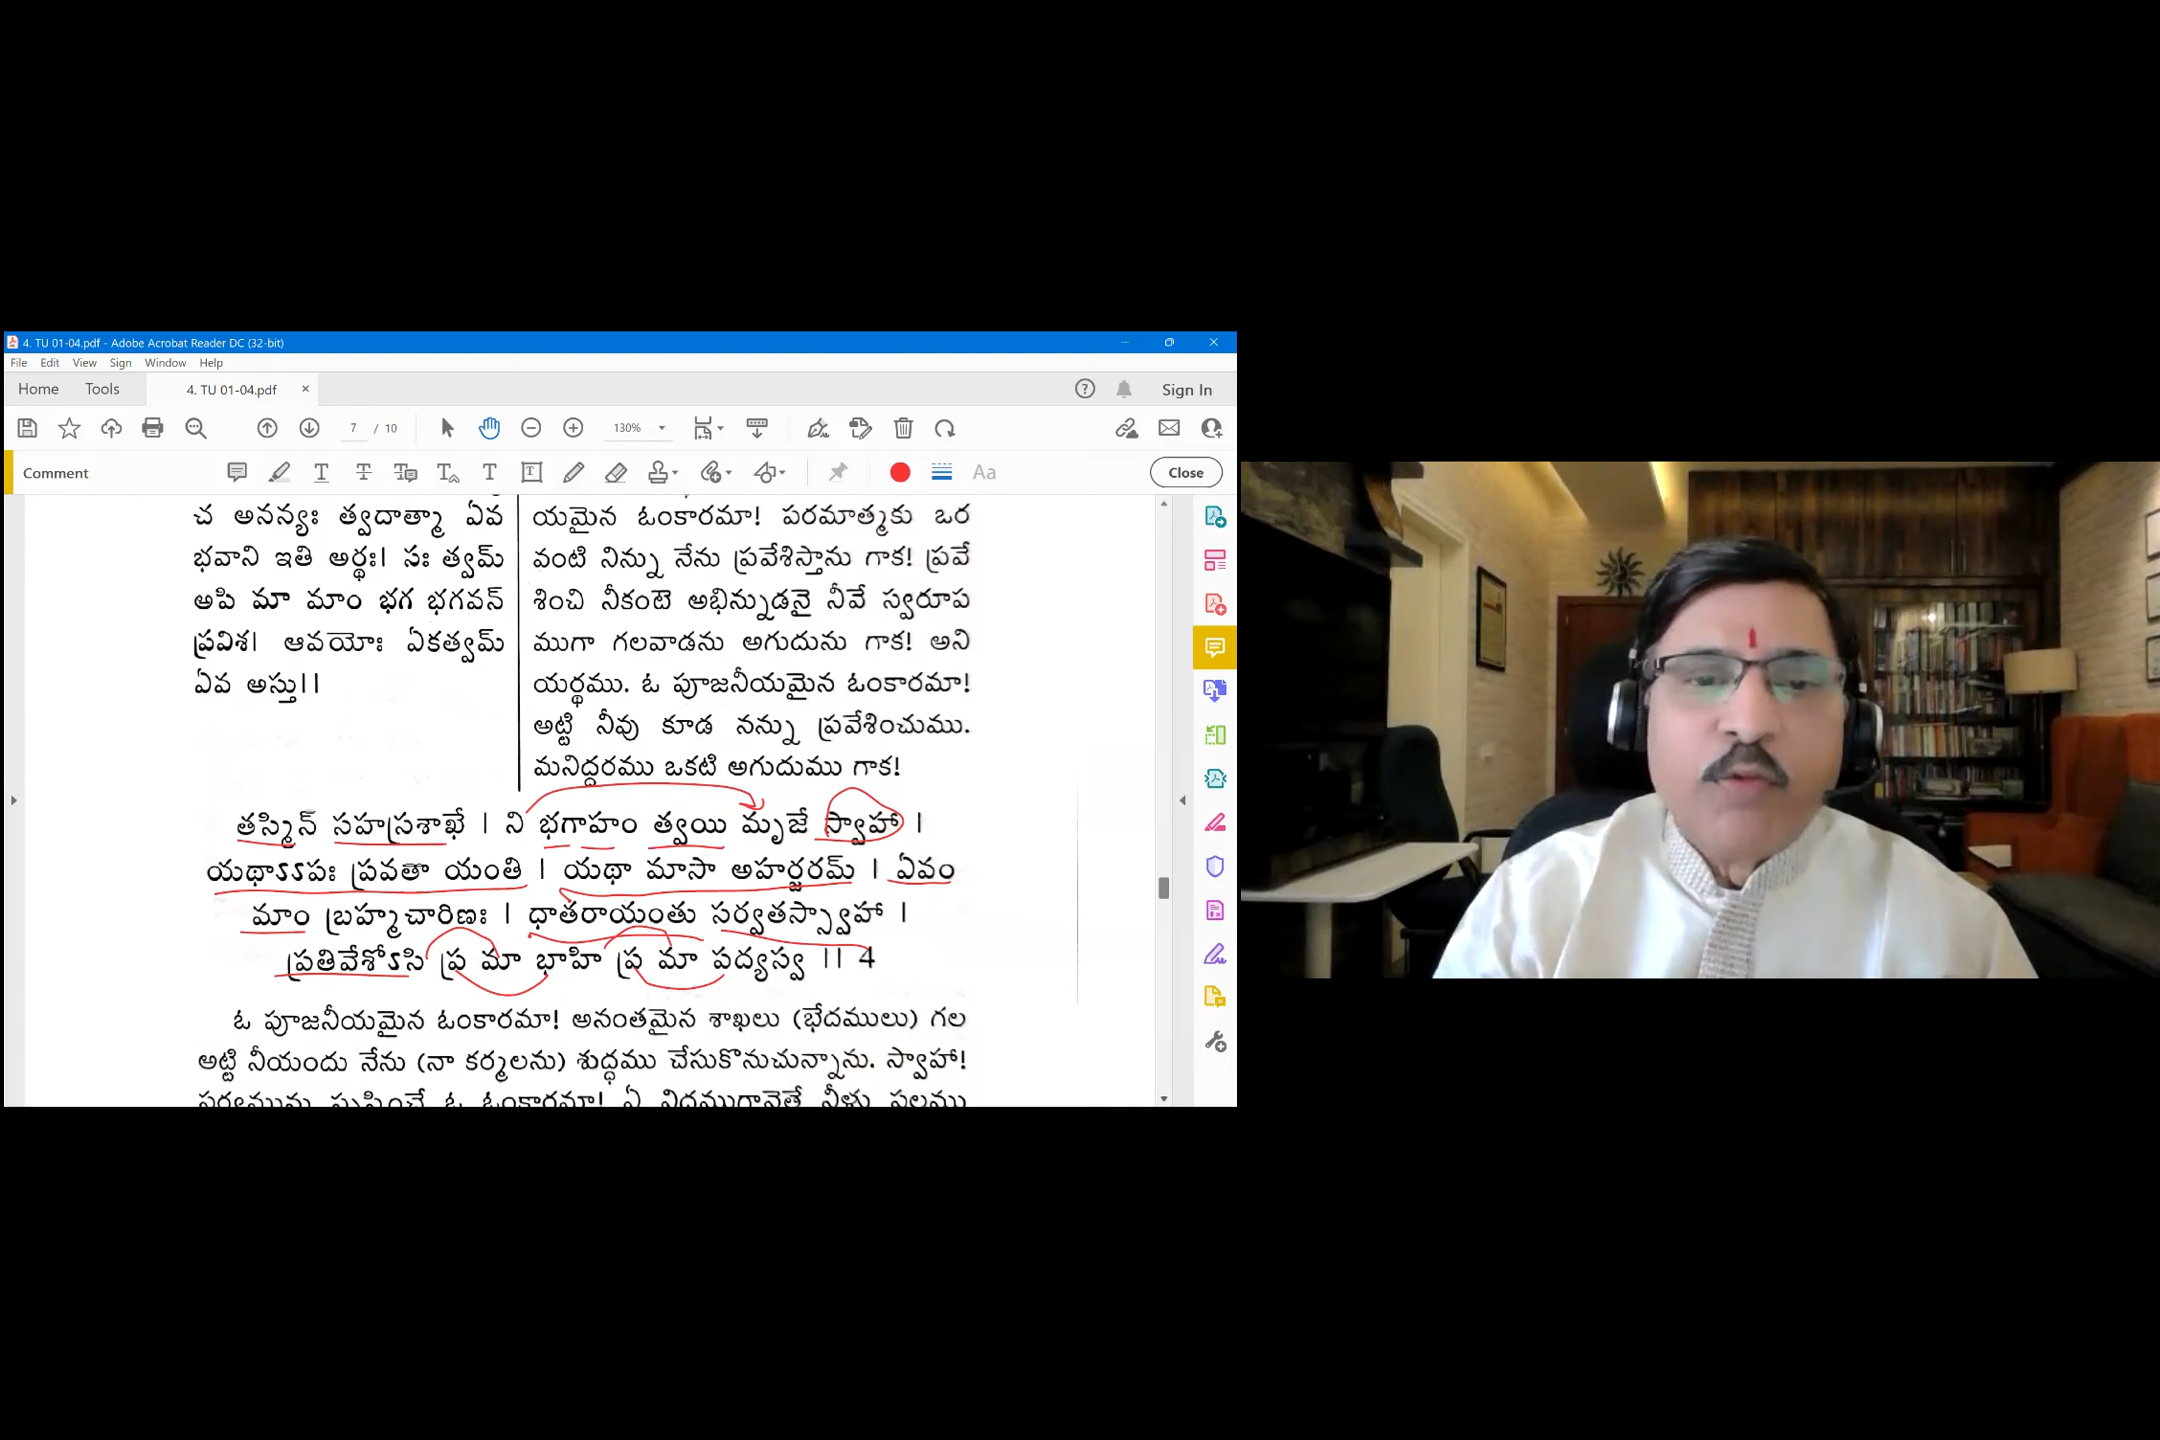 4. TU 01-04.pdf - Adobe Acrobat Reader DC (32-bit)
File Edit View Sign Window Help
Home Tools 4. TU 01-04.pdf × Sign In
7 / 10 130%
Comment Aa Close
చ అనన్యః త్వదాత్మా ఏవ
భవాని ఇతి అర్థః। సః త్వమ్
అపి మా మాం భగ భగవన్
ప్రవిశ। ఆవయోః ఏకత్వమ్
ఏవ అస్తు।।
యమైన ఓంకారమా! పరమాత్మకు ఒర
వంటి నిన్ను నేను ప్రవేశిస్తాను గాక! ప్రవే
శించి నీకంటె అభిన్నుడనై నీవే స్వరూప
ముగా గలవాడను అగుదును గాక! అని
యర్థము. ఓ పూజనీయమైన ఓంకారమా!
అట్టి నీవు కూడ నన్ను ప్రవేశించుము.
మనిద్దరము ఒకటి అగుదుము గాక!
తస్మిన్ సహస్రశాఖే । ని భగాహం త్వయి మృజే స్వాహా ।
యథాఽఽపః ప్రవతా యంతి । యథా మాసా అహర్జరమ్ । ఏవం
మాం బ్రహ్మచారిణః । ధాతరాయంతు సర్వతస్స్వాహా ।
ప్రతివేశోఽసి ప్ర మా భాహి ప్ర మా పద్యస్వ ।। 4
ఓ పూజనీయమైన ఓంకారమా! అనంతమైన శాఖలు (భేదములు) గల
అట్టి నీయందు నేను (నా కర్మలను) శుద్ధము చేసుకొనుచున్నాను. స్వాహా!